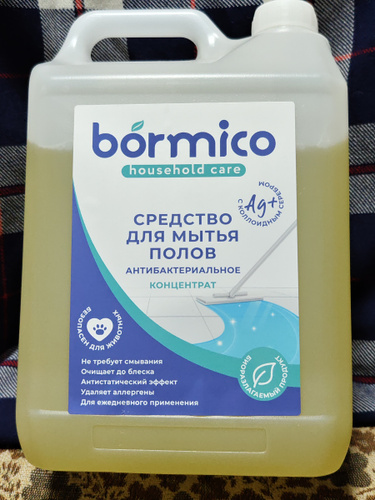 bormico
household care
Ag+
С КОЛЛОИДНЫМ СЕРЕБРОМ
СРЕДСТВО
ДЛЯ МЫТЬЯ
ПОЛОВ
АНТИБАКТЕРИАЛЬНОЕ
КОНЦЕНТРАТ
БЕЗОПАСЕН ДЛЯ ЖИВОТНЫХ
Не требует смывания
Очищает до блеска
Антистатический эффект
Удаляет аллергены
Для ежедневного применения
БИОРАЗЛАГАЕМЫЙ ПРОДУКТ